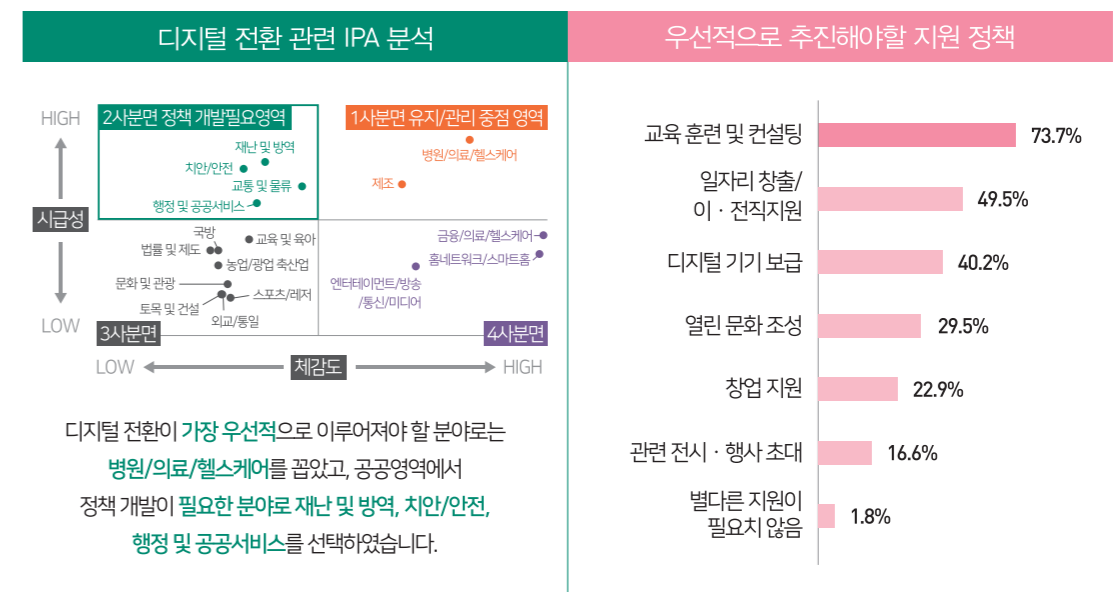 디지털 전환 관련 IPA 분석
HIGH
2사분면 정책 개발필요영역
1사분면 유지/관리 중점 영역
재난 및 방역
치안/안전
교통 및 물류
행정 및 공공서비스
병원/의료/헬스케어
제조
시급성
국방
법률 및 제도
교육 및 육아
농업/광업 축산업
문화 및 관광
스포츠/레저
토목 및 건설
외교/통일
금융/의료/헬스케어
홈네트워크/스마트홈
엔터테이먼트/방송
/통신/미디어
LOW
3사분면
4사분면
LOW
체감도
HIGH
디지털 전환이 가장 우선적으로 이루어져야 할 분야로는
병원/의료/헬스케어를 꼽았고, 공공영역에서
정책 개발이 필요한 분야로 재난 및 방역, 치안/안전,
행정 및 공공서비스를 선택하였습니다.
우선적으로 추진해야할 지원 정책
교육 훈련 및 컨설팅
73.7%
일자리 창출/
이 · 전직지원
49.5%
디지털 기기 보급
40.2%
열린 문화 조성
29.5%
창업 지원
22.9%
관련 전시 · 행사 초대
16.6%
별다른 지원이
필요치 않음
1.8%